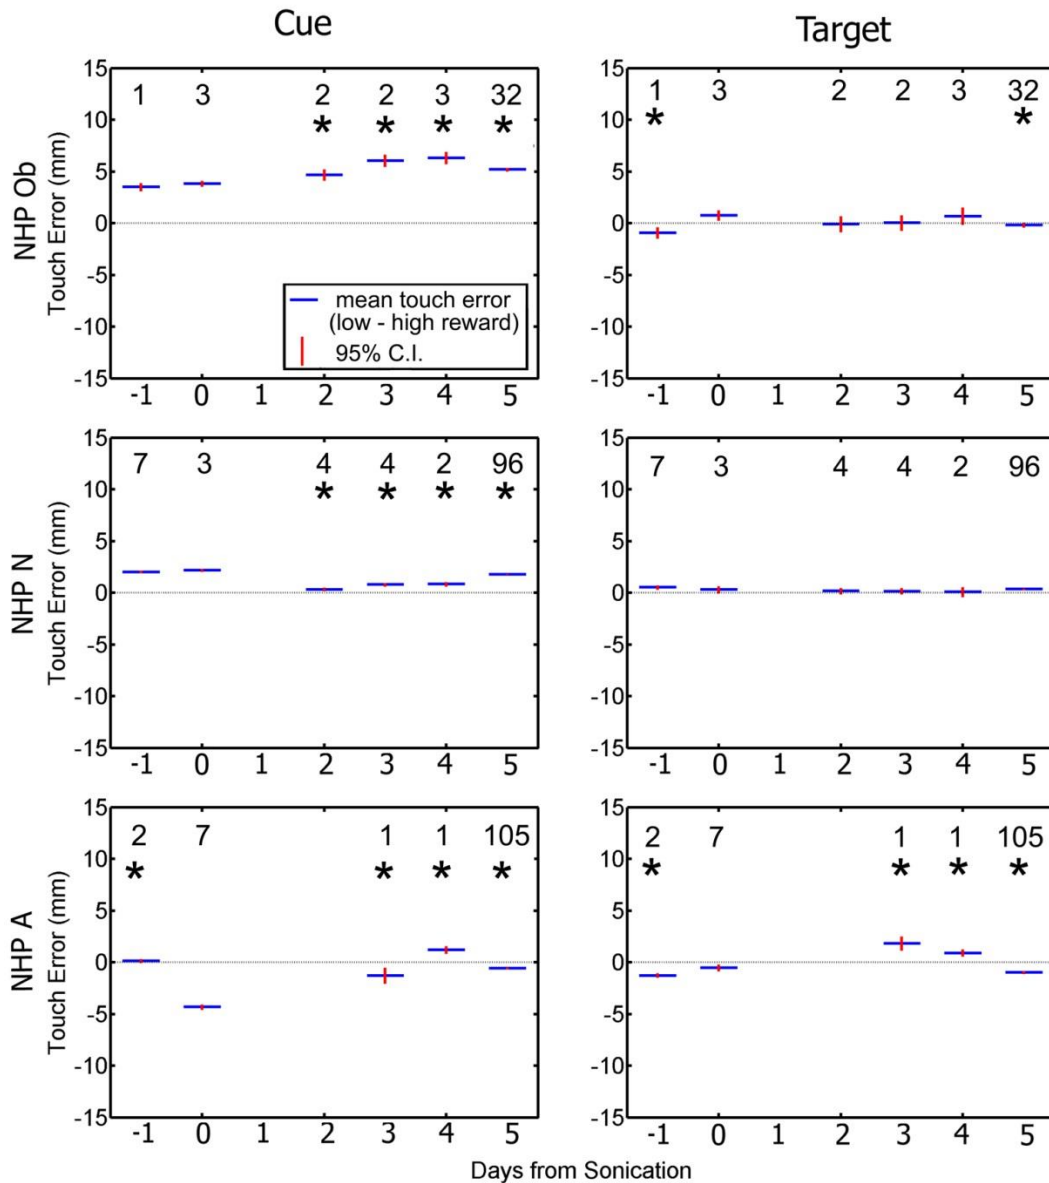 Cue
Target
NHP Ob
Touch Error (mm)
15
10
5
0
-5
-10
-15
1 3 2 2 3 32
* * * *
mean touch error
(low - high reward)
95% C.I.
-1 0 1 2 3 4 5
15
10
5
0
-5
-10
-15
1 3 2 2 3 32
* *
-1 0 1 2 3 4 5
NHP N
Touch Error (mm)
15
10
5
0
-5
-10
-15
7 3 4 4 2 96
* * * *
-1 0 1 2 3 4 5
15
10
5
0
-5
-10
-15
7 3 4 4 2 96
-1 0 1 2 3 4 5
NHP A
Touch Error (mm)
15
10
5
0
-5
-10
-15
2 7 1 1 105
* * * *
-1 0 1 2 3 4 5
15
10
5
0
-5
-10
-15
2 7 1 1 105
* * * *
-1 0 1 2 3 4 5
Days from Sonication